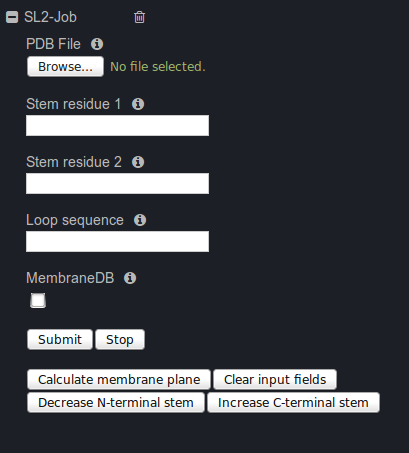 SL2-Job
PDB File
Browse... No file selected.
Stem residue 1
Stem residue 2
Loop sequence
MembraneDB
Submit Stop
Calculate membrane plane Clear input fields
Decrease N-terminal stem Increase C-terminal stem